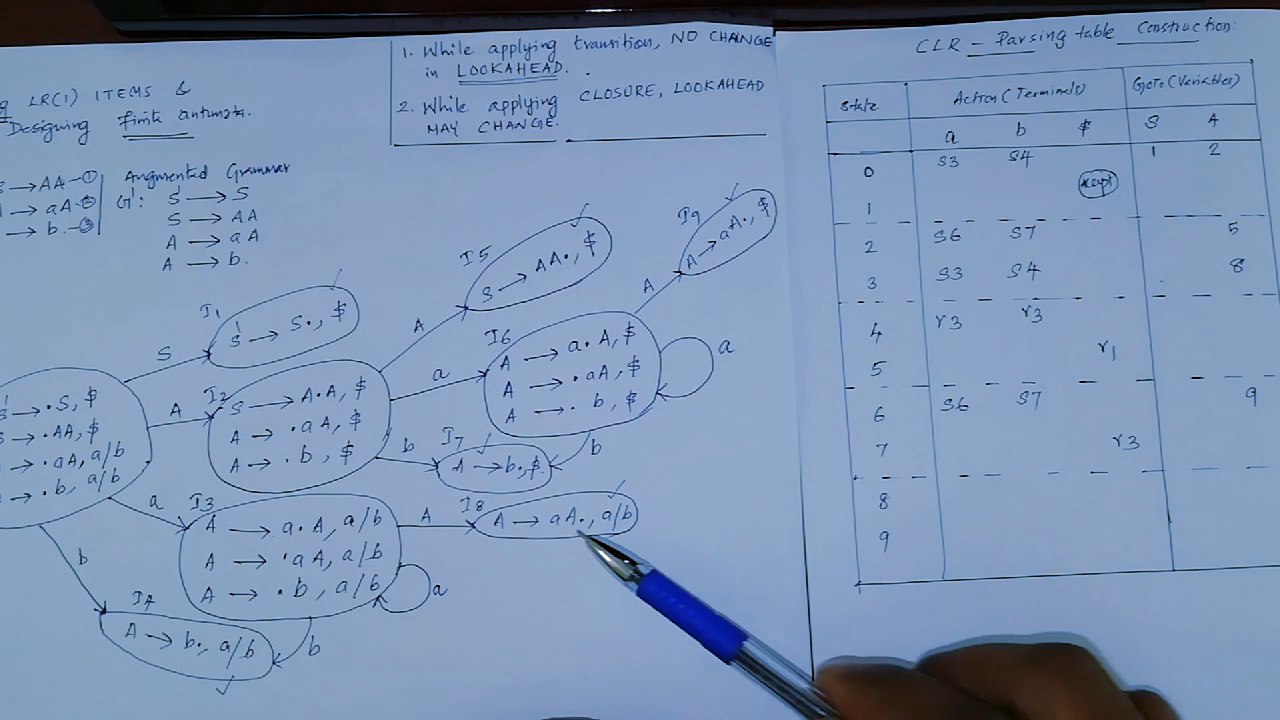 LR(1) ITEMS &
Designing finite automata.
S → AA - ①
aA - ②
→ b. - ③
Augmented Grammar
G': S' → S
S → AA
A → aA
A → b.
1. While applying transition, NO CHANGE
in LOOKAHEAD.
2. While applying CLOSURE, LOOKAHEAD
MAY CHANGE.
S' → •S, $
S → •AA, $
→ •aA, a/b
→ •b, a/b
S
A
a
b
I1
S' → S•, $
I2
S → A•A, $
A → •aA, $
A → •b, $
A
a
b
I3
A → a•A, a/b
A → •aA, a/b
A → •b, a/b
A
a
b
I4
A → b•, a/b
I5
S → AA•, $
I6
A → a•A, $
A → •aA, $
A → •b, $
A
a
b
I7
A → b•, $
I8
A → aA•, a/b
I9
A → aA•, $
CLR - Parsing table Construction:
State Action (Terminals) GoTo (Variables)
a b $ S A
0 S3 S4 1 2
1 Accept
2 S6 S7 5
3 S3 S4 8
4 r3 r3
5 r1
6 S6 S7 9
7 r3
8
9